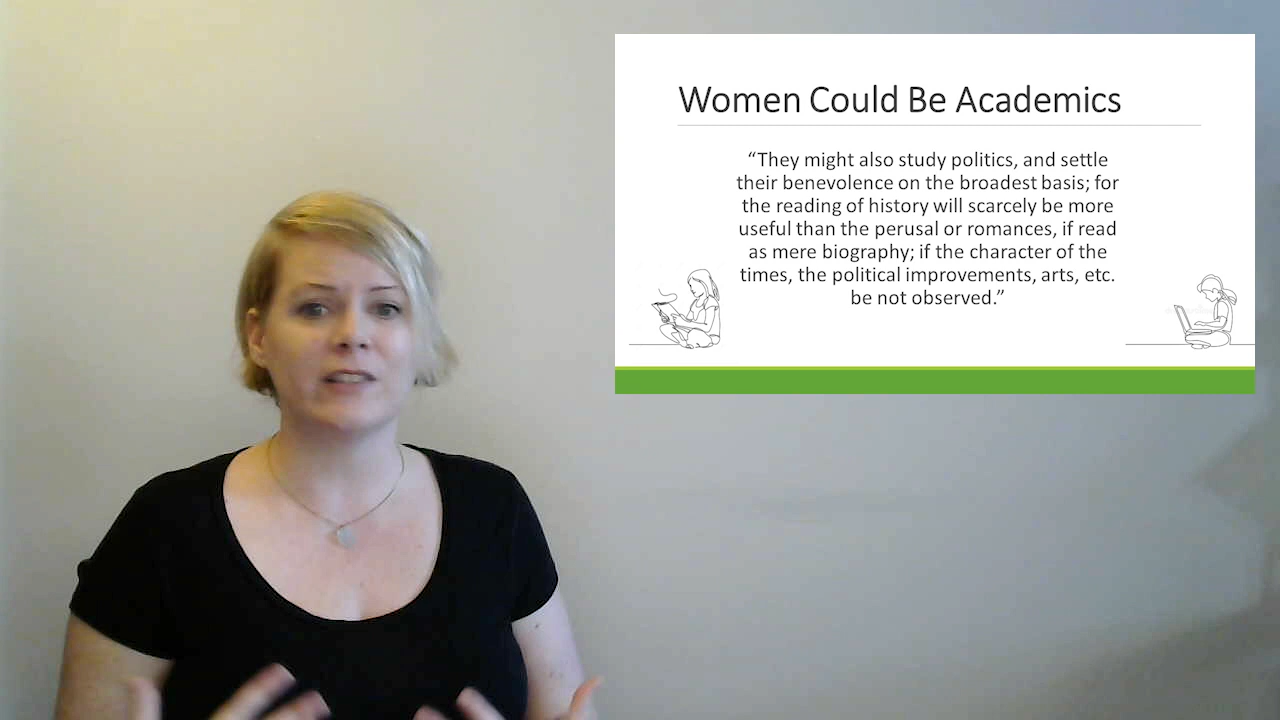 Women Could Be Academics
“They might also study politics, and settle
their benevolence on the broadest basis; for
the reading of history will scarcely be more
useful than the perusal or romances, if read
as mere biography; if the character of the
times, the political improvements, arts, etc.
be not observed.”